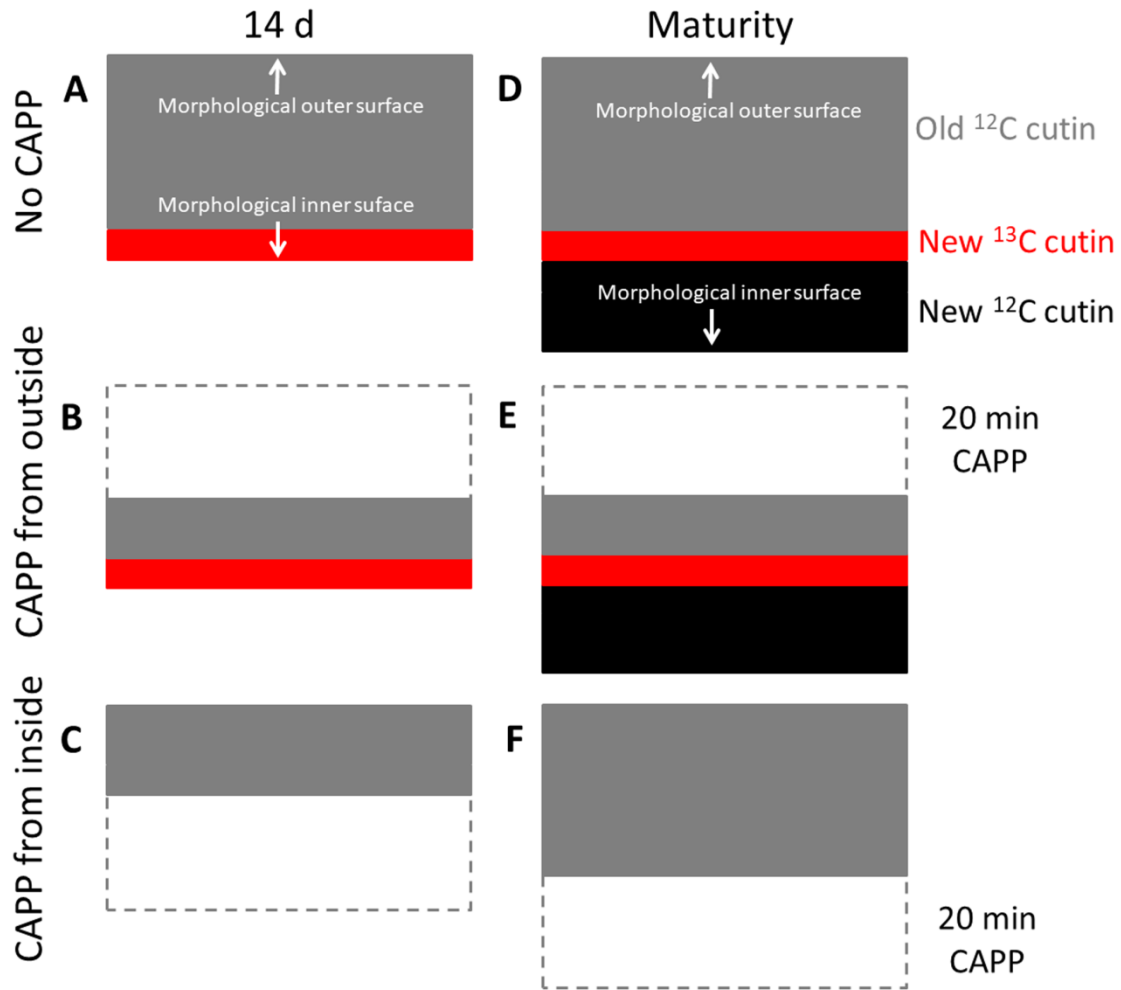 14 d
Maturity
No CAPP
A
Morphological outer surface
Morphological inner suface
D
Morphological outer surface
Morphological inner surface
Old ¹²C cutin
New ¹³C cutin
New ¹²C cutin
CAPP from outside
B
E
20 min
CAPP
CAPP from inside
C
F
20 min
CAPP